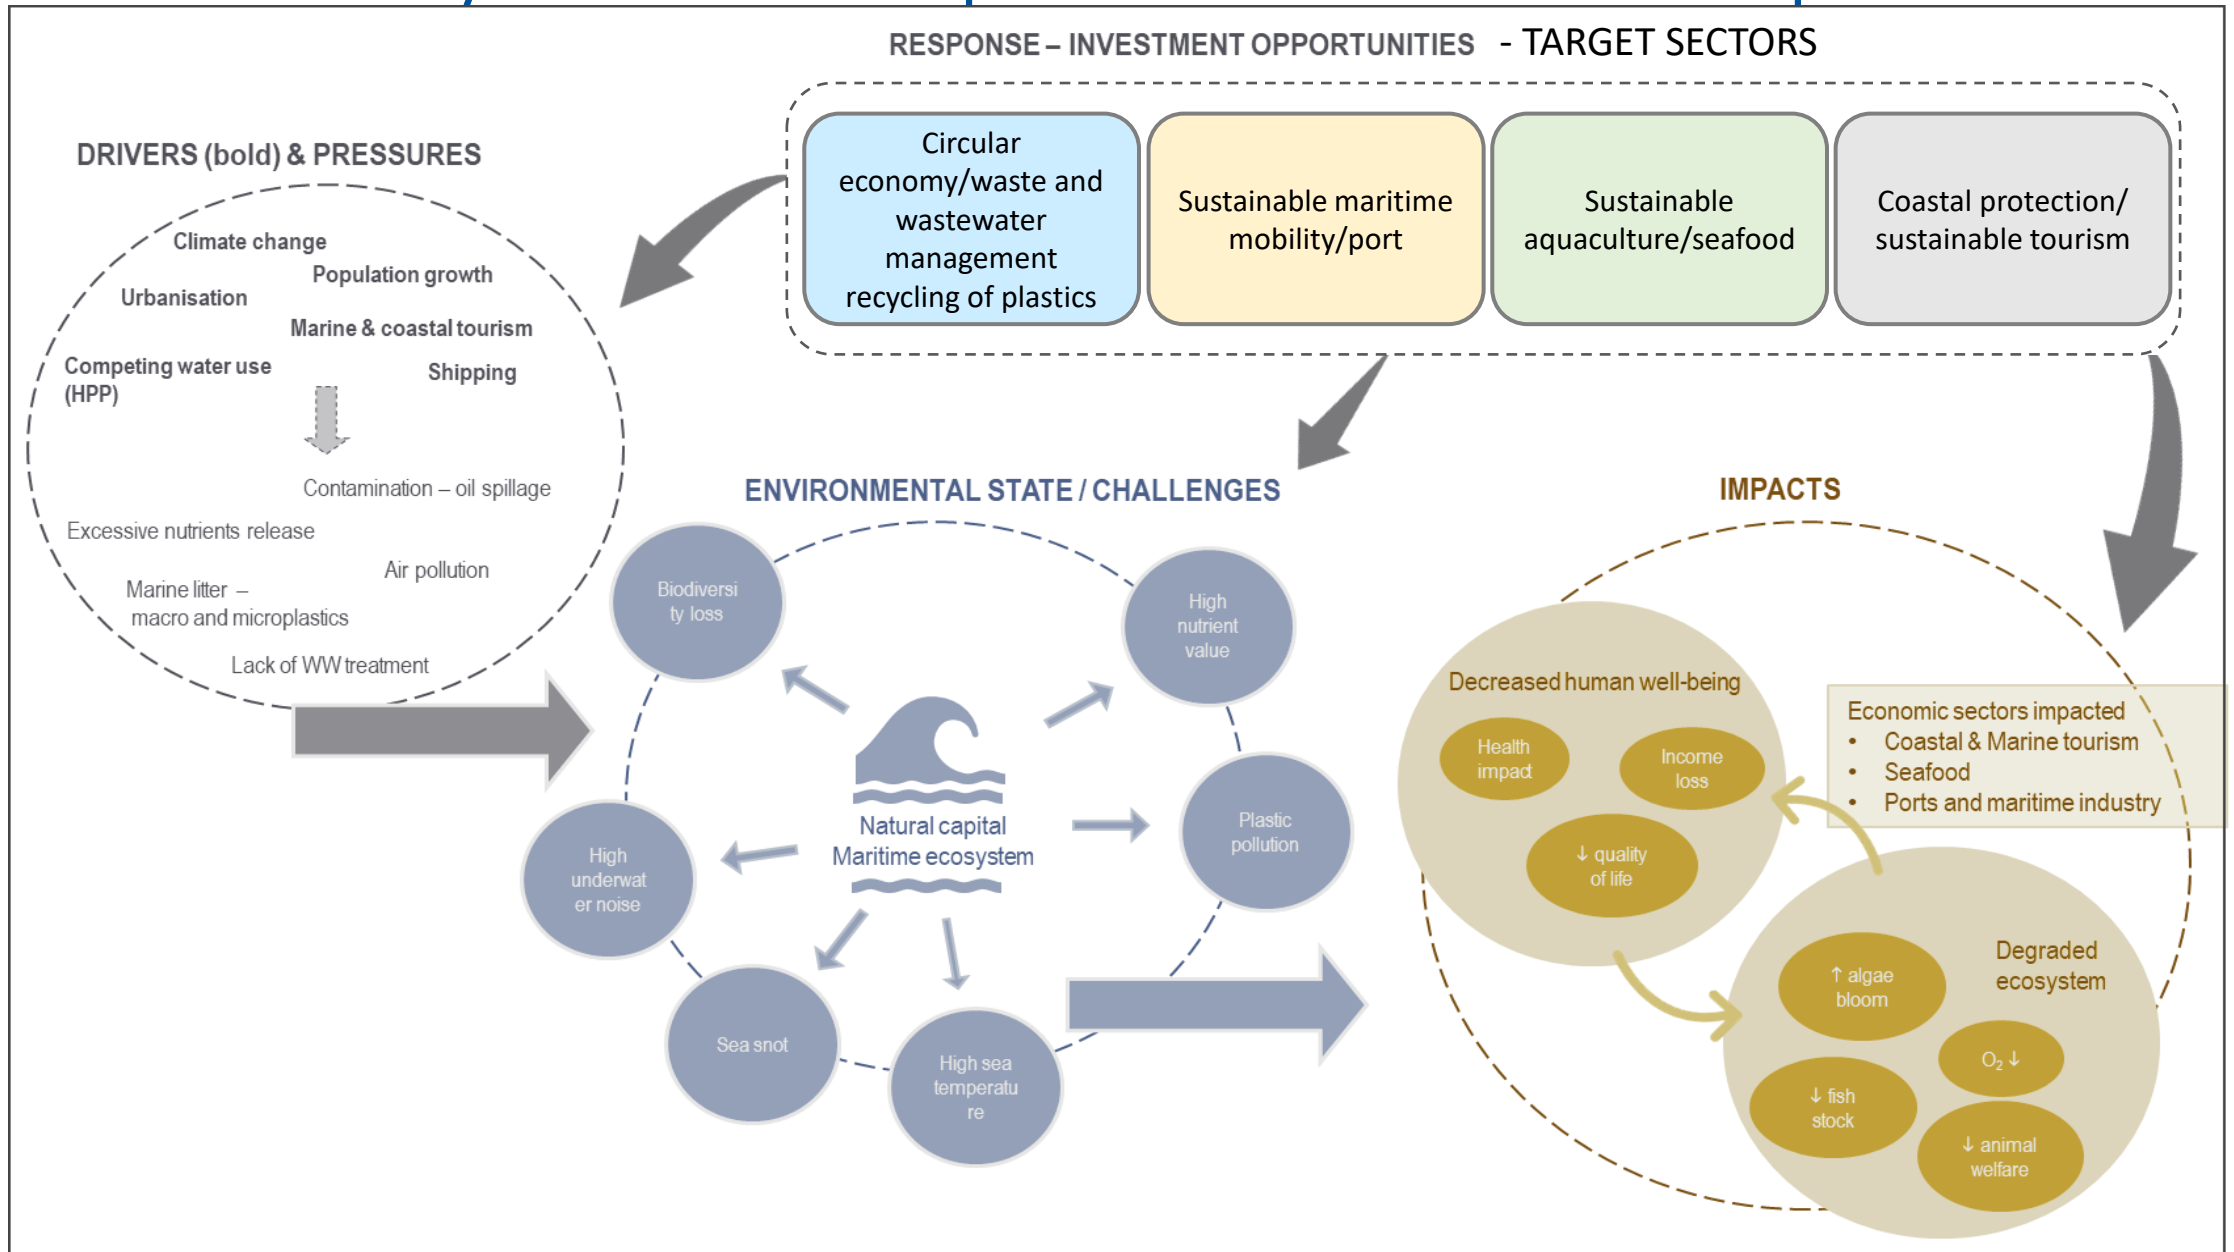 RESPONSE – INVESTMENT OPPORTUNITIES - TARGET SECTORS
Circular
economy/waste and
wastewater
management
recycling of plastics
Sustainable maritime
mobility/port
Sustainable
aquaculture/seafood
Coastal protection/
sustainable tourism
DRIVERS (bold) & PRESSURES
Climate change
Population growth
Urbanisation
Marine & coastal tourism
Competing water use
(HPP)
Shipping
Contamination – oil spillage
Excessive nutrients release
Air pollution
Marine litter –
macro and microplastics
Lack of WW treatment
ENVIRONMENTAL STATE / CHALLENGES
Biodiversi
ty loss
High
nutrient
value
Plastic
pollution
High sea
temperatu
re
Sea snot
High
underwat
er noise
Natural capital
Maritime ecosystem
IMPACTS
Decreased human well-being
Health
impact
Income
loss
↓ quality
of life
Economic sectors impacted
• Coastal & Marine tourism
• Seafood
• Ports and maritime industry
Degraded
ecosystem
↑ algae
bloom
O₂ ↓
↓ fish
stock
↓ animal
welfare